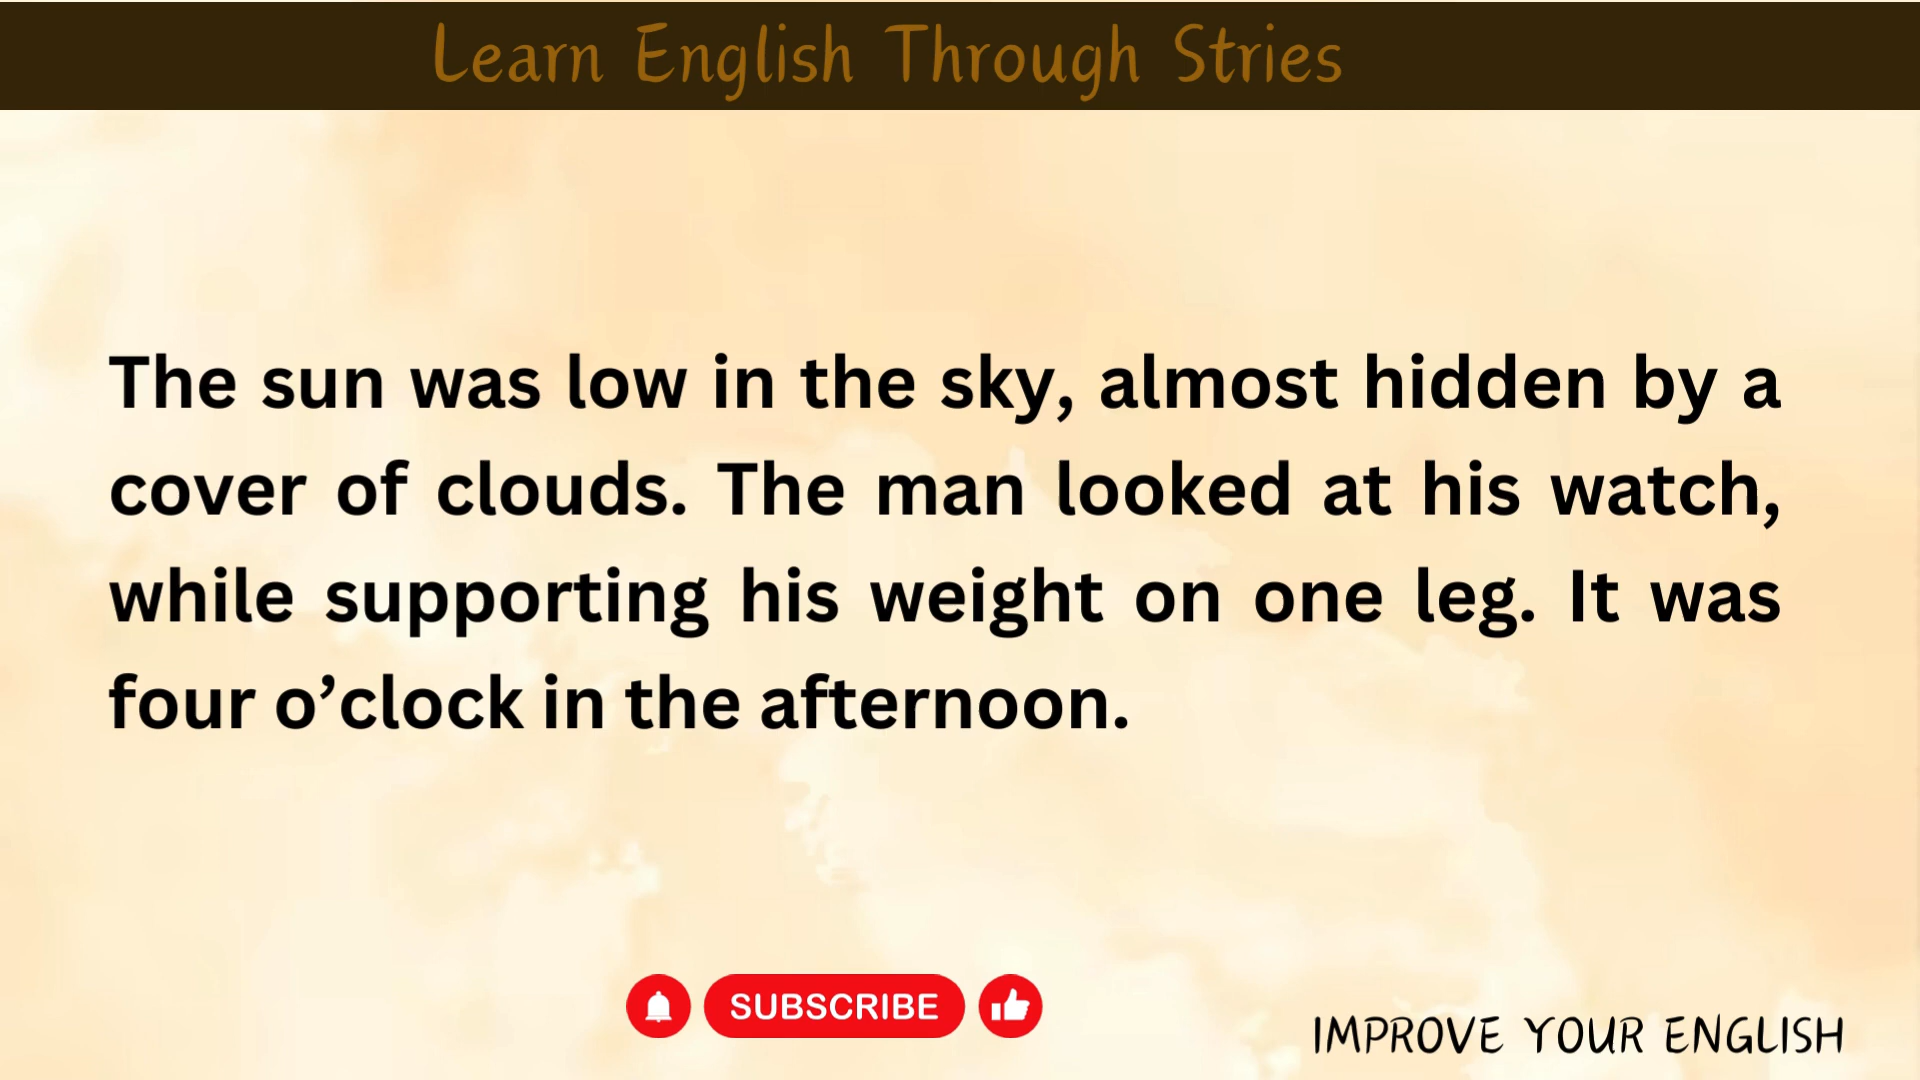 Learn English Through Stries
The sun was low in the sky, almost hidden by a
cover of clouds. The man looked at his watch,
while supporting his weight on one leg. It was
four o’clock in the afternoon.
SUBSCRIBE
IMPROVE YOUR ENGLISH